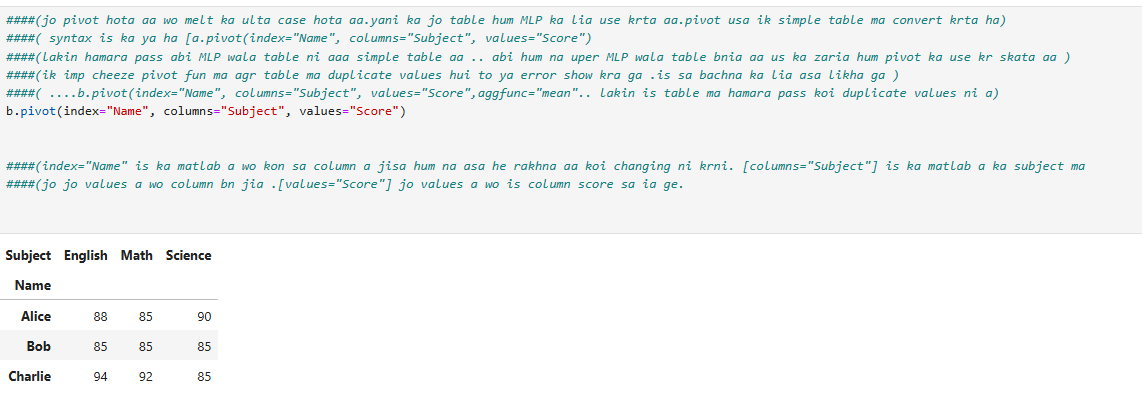 ####(jo pivot hota aa wo melt ka ulta case hota aa.yani ka jo table hum MLP ka lia use krta aa.pivot usa ik simple table ma convert krta ha)
####( syntax is ka ya ha [a.pivot(index="Name", columns="Subject", values="Score")
####(lakin hamara pass abi MLP wala table ni aaa simple table aa .. abi hum na uper MLP wala table bnia aa us ka zaria hum pivot ka use kr skata aa )
####(ik imp cheeze pivot fun ma agr table ma duplicate values hui to ya error show kra ga .is sa bachna ka lia asa likha ga )
####( ....b.pivot(index="Name", columns="Subject", values="Score",aggfunc="mean".. lakin is table ma hamara pass koi duplicate values ni a)
b.pivot(index="Name", columns="Subject", values="Score")
####(index="Name" is ka matlab a wo kon sa column a jisa hum na asa he rakhna aa koi changing ni krni. [columns="Subject"] is ka matlab a ka subject ma
####(jo jo values a wo column bn jia .[values="Score"] jo values a wo is column score sa ia ge.
Subject English Math Science
Name
Alice 88 85 90
Bob 85 85 85
Charlie 94 92 85